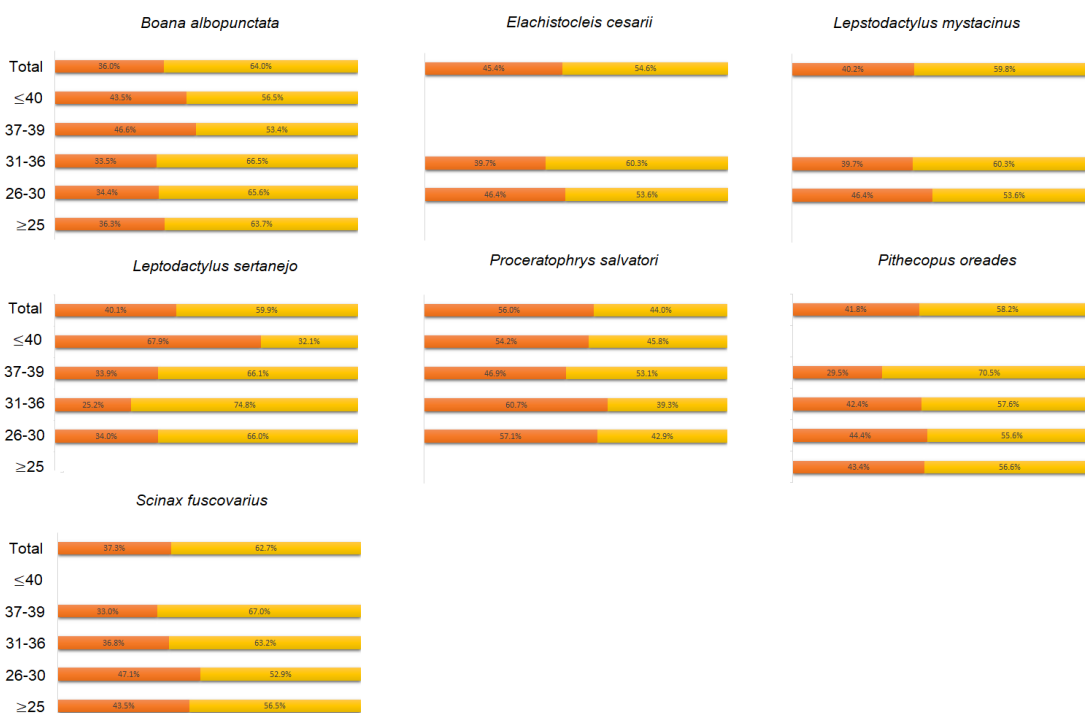 Boana albopunctata
Elachistocleis cesarii
Lepstodactylus mystacinus
Total 36.0% 64.0% 45.4% 54.6% 40.2% 59.8%
≤40 43.5% 56.5%
37-39 46.6% 53.4%
31-36 33.5% 66.5% 39.7% 60.3% 39.7% 60.3%
26-30 34.4% 65.6% 46.4% 53.6% 46.4% 53.6%
≥25 36.3% 63.7%
Leptodactylus sertanejo
Proceratophrys salvatori
Pithecopus oreades
Total 40.1% 59.9% 56.0% 44.0% 41.8% 58.2%
≤40 67.9% 32.1% 54.2% 45.8%
37-39 33.9% 66.1% 46.9% 53.1% 29.5% 70.5%
31-36 25.2% 74.8% 60.7% 39.3% 42.4% 57.6%
26-30 34.0% 66.0% 57.1% 42.9% 44.4% 55.6%
≥25 43.4% 56.6%
Scinax fuscovarius
Total 37.3% 62.7%
≤40
37-39 33.0% 67.0%
31-36 36.8% 63.2%
26-30 47.1% 52.9%
≥25 43.5% 56.5%